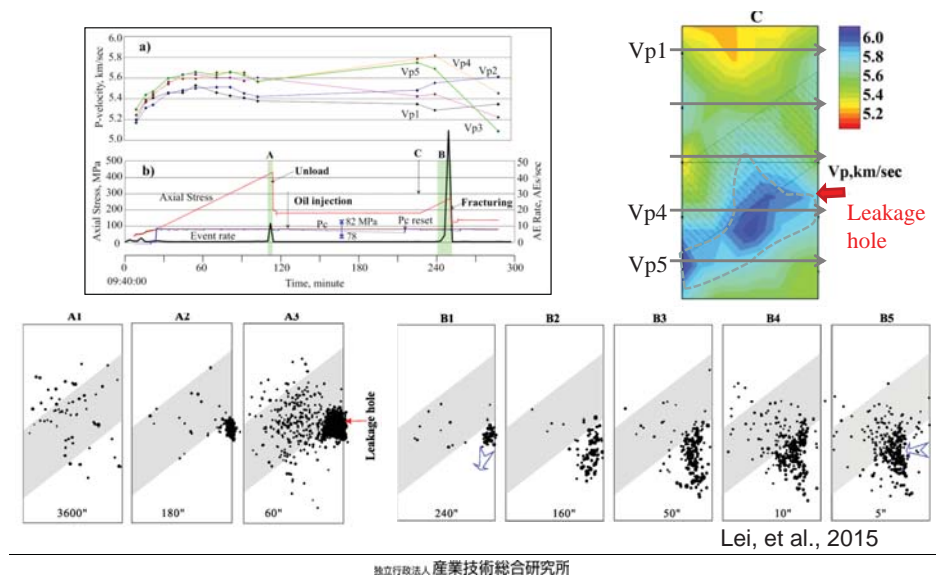 a)
6.0
5.8
5.6
5.4
5.2
5.0
P-velocity, km/sec
Vp5
Vp4
Vp2
Vp1
Vp3
b)
500
400
300
200
100
0
Axial Stress, MPa
A
C
B
Unload
Axial Stress
Oil injection
Fracturing
Pc
82 MPa
78
Pc reset
Event rate
50
40
30
20
10
0
AE Rate, AEs/sec
0 60 120 180 240 300
09:40:00
Time, minute
C
Vp1
6.0
5.8
5.6
5.4
5.2
Vp,km/sec
Vp4
Leakage
hole
Vp5
A1
A2
A3
3600"
180"
60"
Leakage hole
B1
B2
B3
B4
B5
240"
160"
50"
10"
5"
Lei, et al., 2015
独立行政法人 産業技術総合研究所